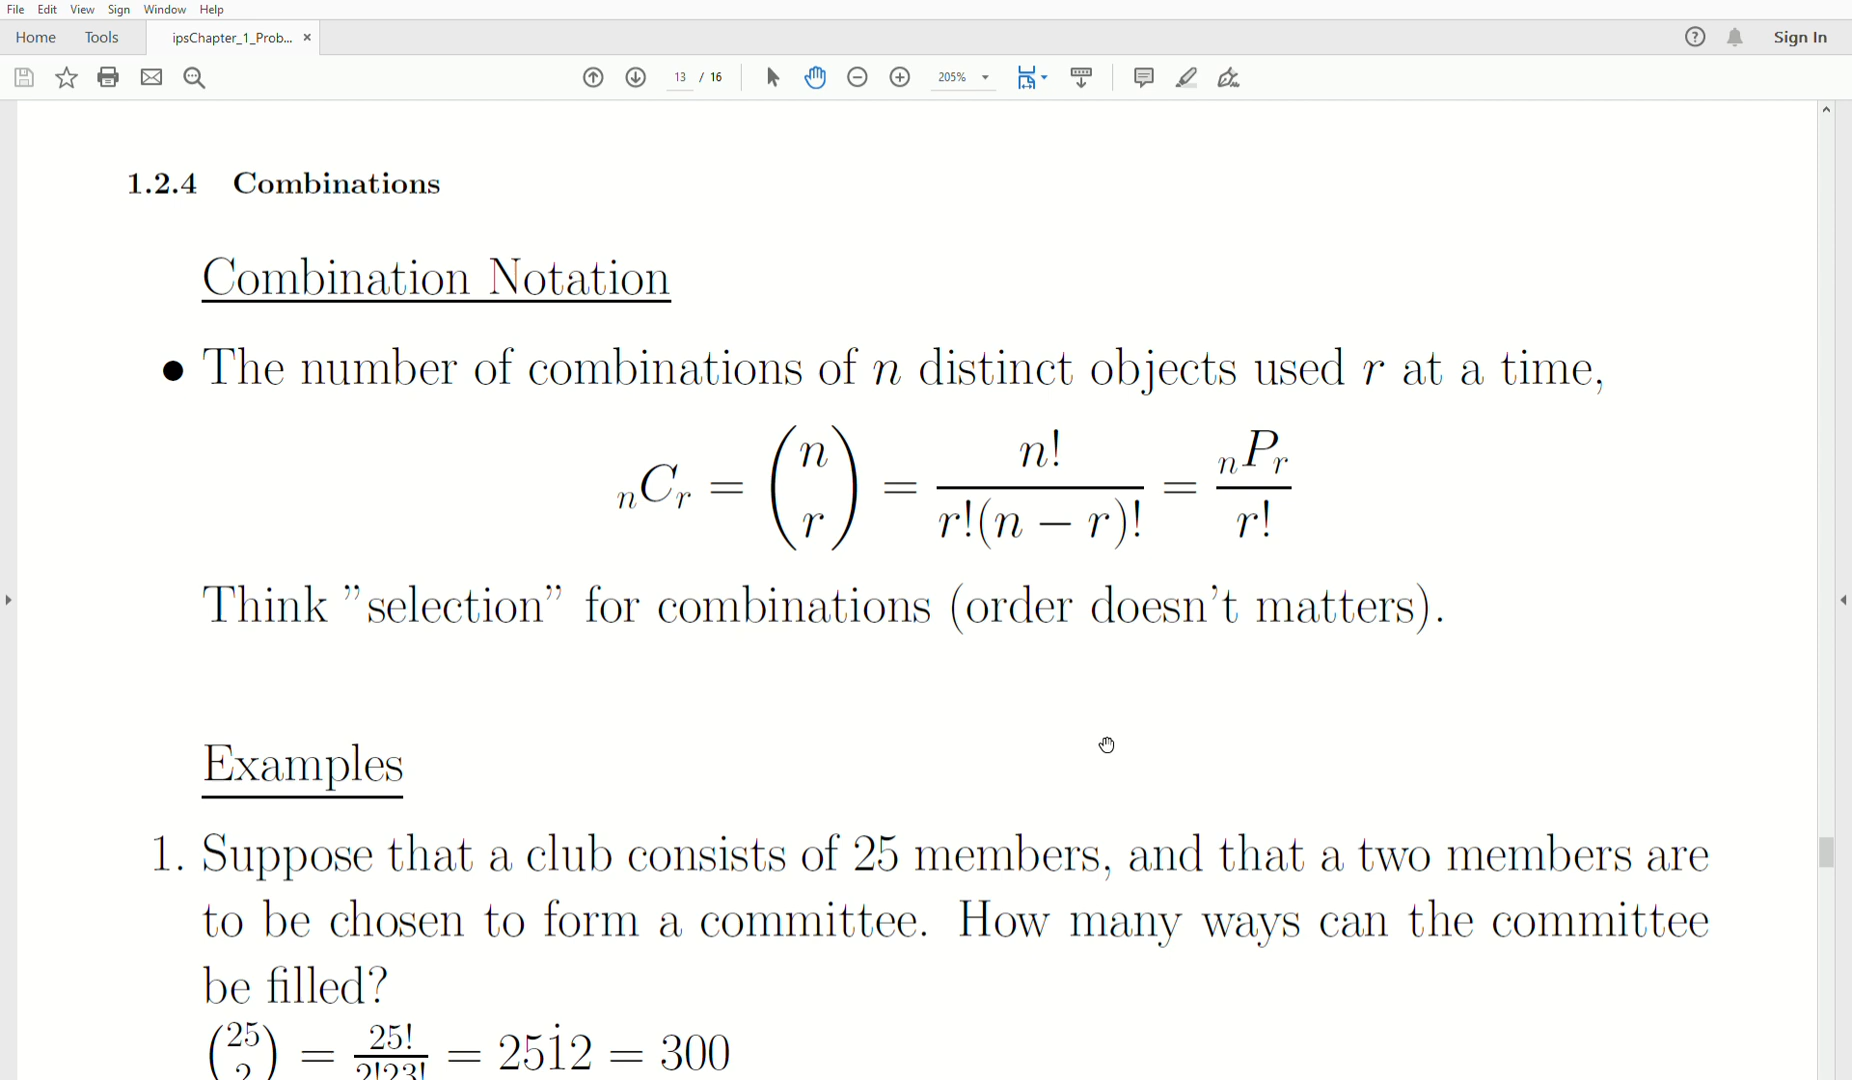 File Edit View Sign Window Help
Home Tools ipsChapter_1_Prob... × ? Sign In
13 / 16 205%
1.2.4 Combinations
Combination Notation
• The number of combinations of n distinct objects used r at a time,
nCr = (n r) = n! / r!(n − r)! = nPr / r!
Think ”selection” for combinations (order doesn’t matters).
Examples
1. Suppose that a club consists of 25 members, and that a two members are
to be chosen to form a committee. How many ways can the committee
be filled?
(25 2) = 25! / 2!23! = 25i̇2 = 300